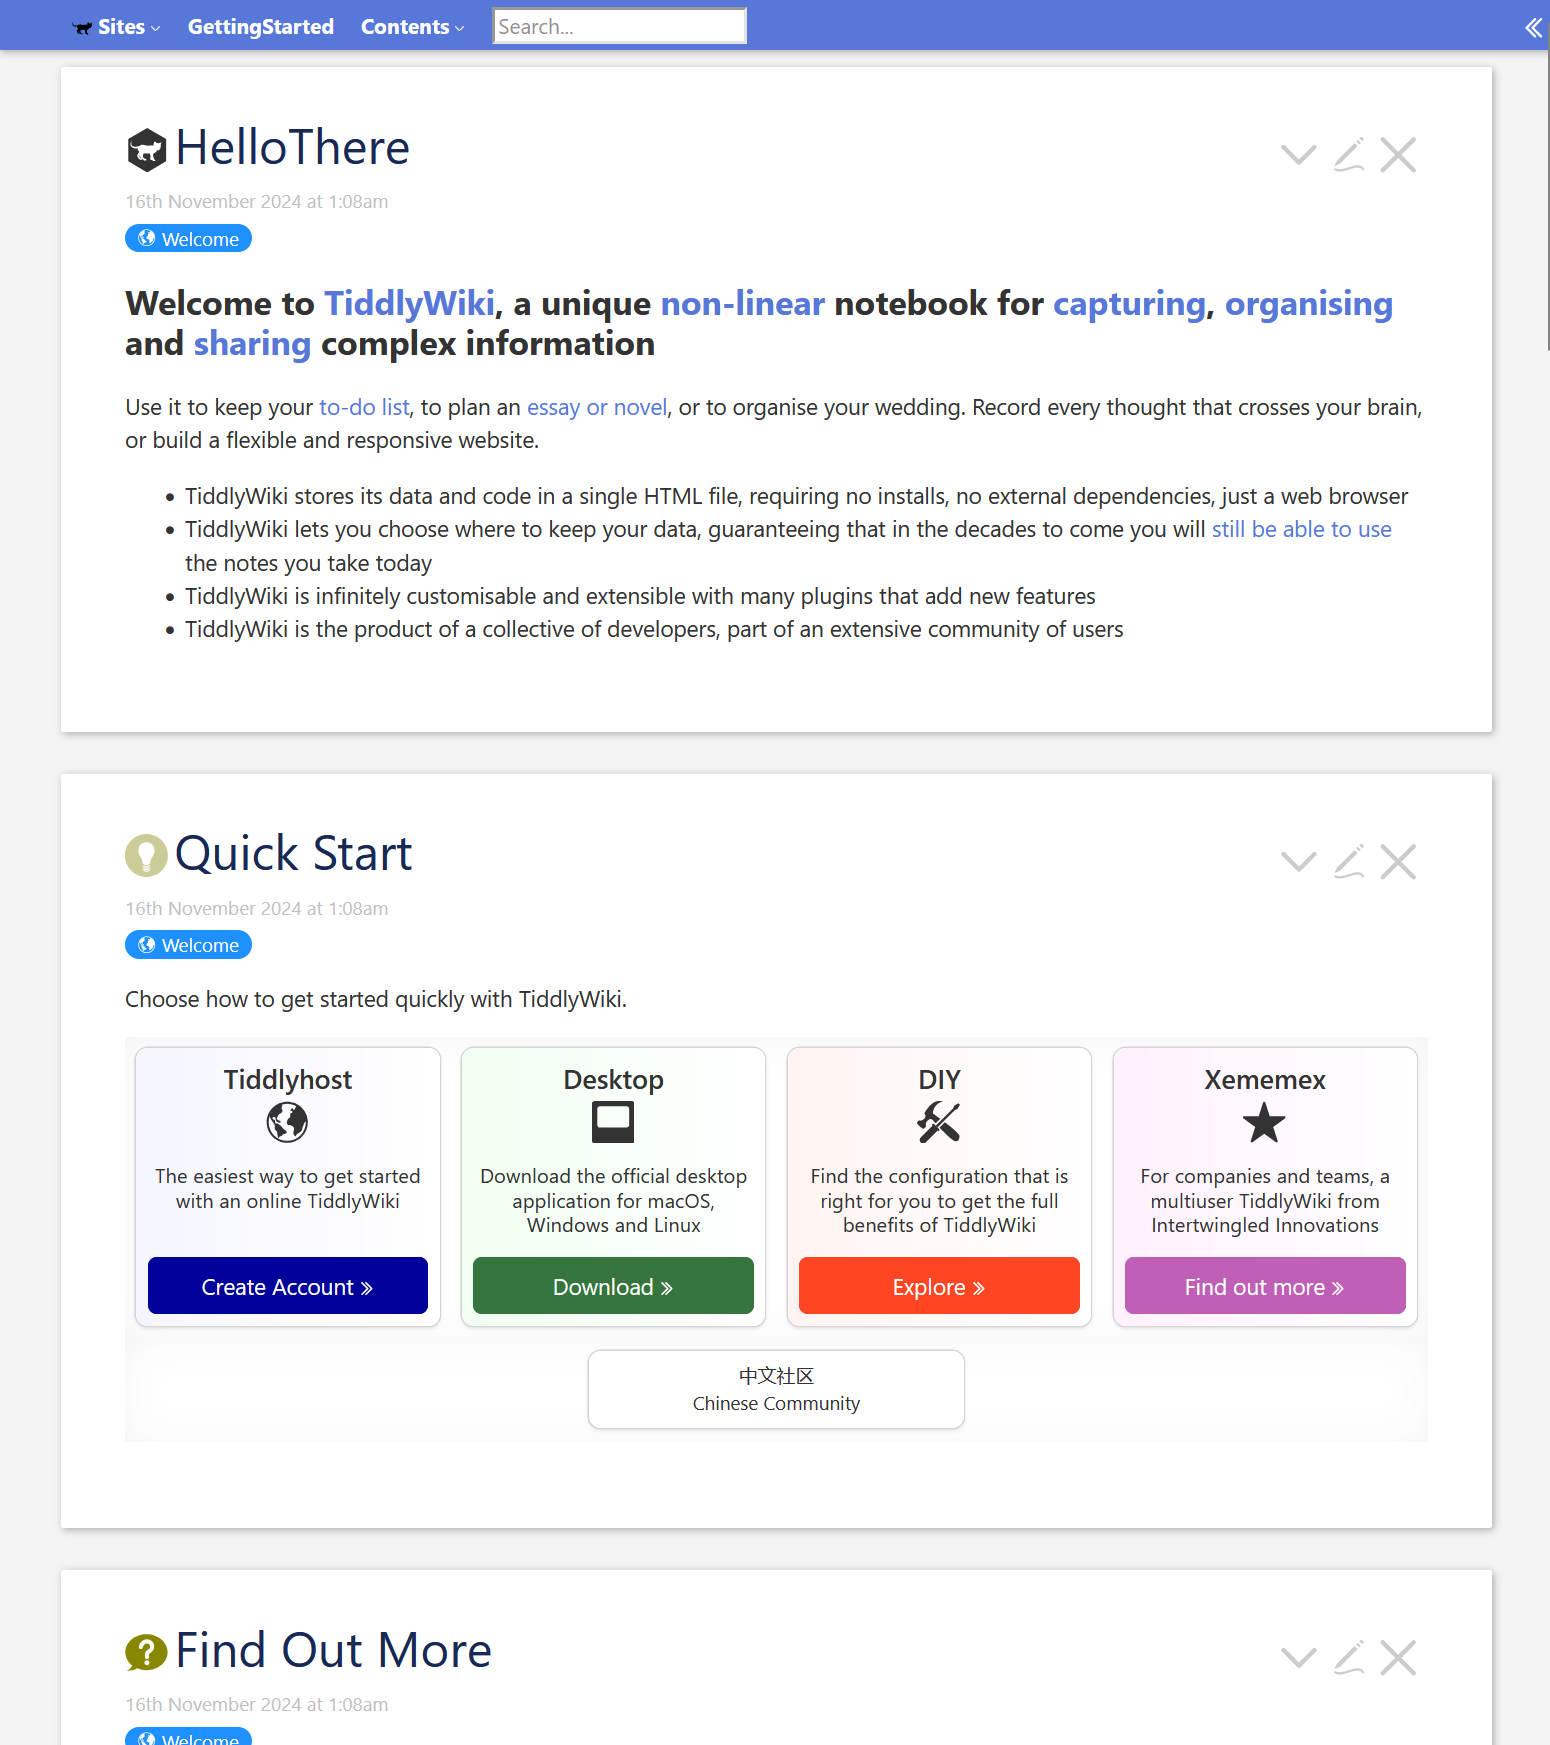 Sites GettingStarted Contents Search...
HelloThere
16th November 2024 at 1:08am
Welcome
Welcome to TiddlyWiki, a unique non-linear notebook for capturing, organising
and sharing complex information
Use it to keep your to-do list, to plan an essay or novel, or to organise your wedding. Record every thought that crosses your brain,
or build a flexible and responsive website.
• TiddlyWiki stores its data and code in a single HTML file, requiring no installs, no external dependencies, just a web browser
• TiddlyWiki lets you choose where to keep your data, guaranteeing that in the decades to come you will still be able to use
the notes you take today
• TiddlyWiki is infinitely customisable and extensible with many plugins that add new features
• TiddlyWiki is the product of a collective of developers, part of an extensive community of users
Quick Start
16th November 2024 at 1:08am
Welcome
Choose how to get started quickly with TiddlyWiki.
Tiddlyhost
The easiest way to get started
with an online TiddlyWiki
Create Account »
Desktop
Download the official desktop
application for macOS,
Windows and Linux
Download »
DIY
Find the configuration that is
right for you to get the full
benefits of TiddlyWiki
Explore »
Xememex
For companies and teams, a
multiuser TiddlyWiki from
Intertwingled Innovations
Find out more »
中文社区
Chinese Community
Find Out More
16th November 2024 at 1:08am
Welcome